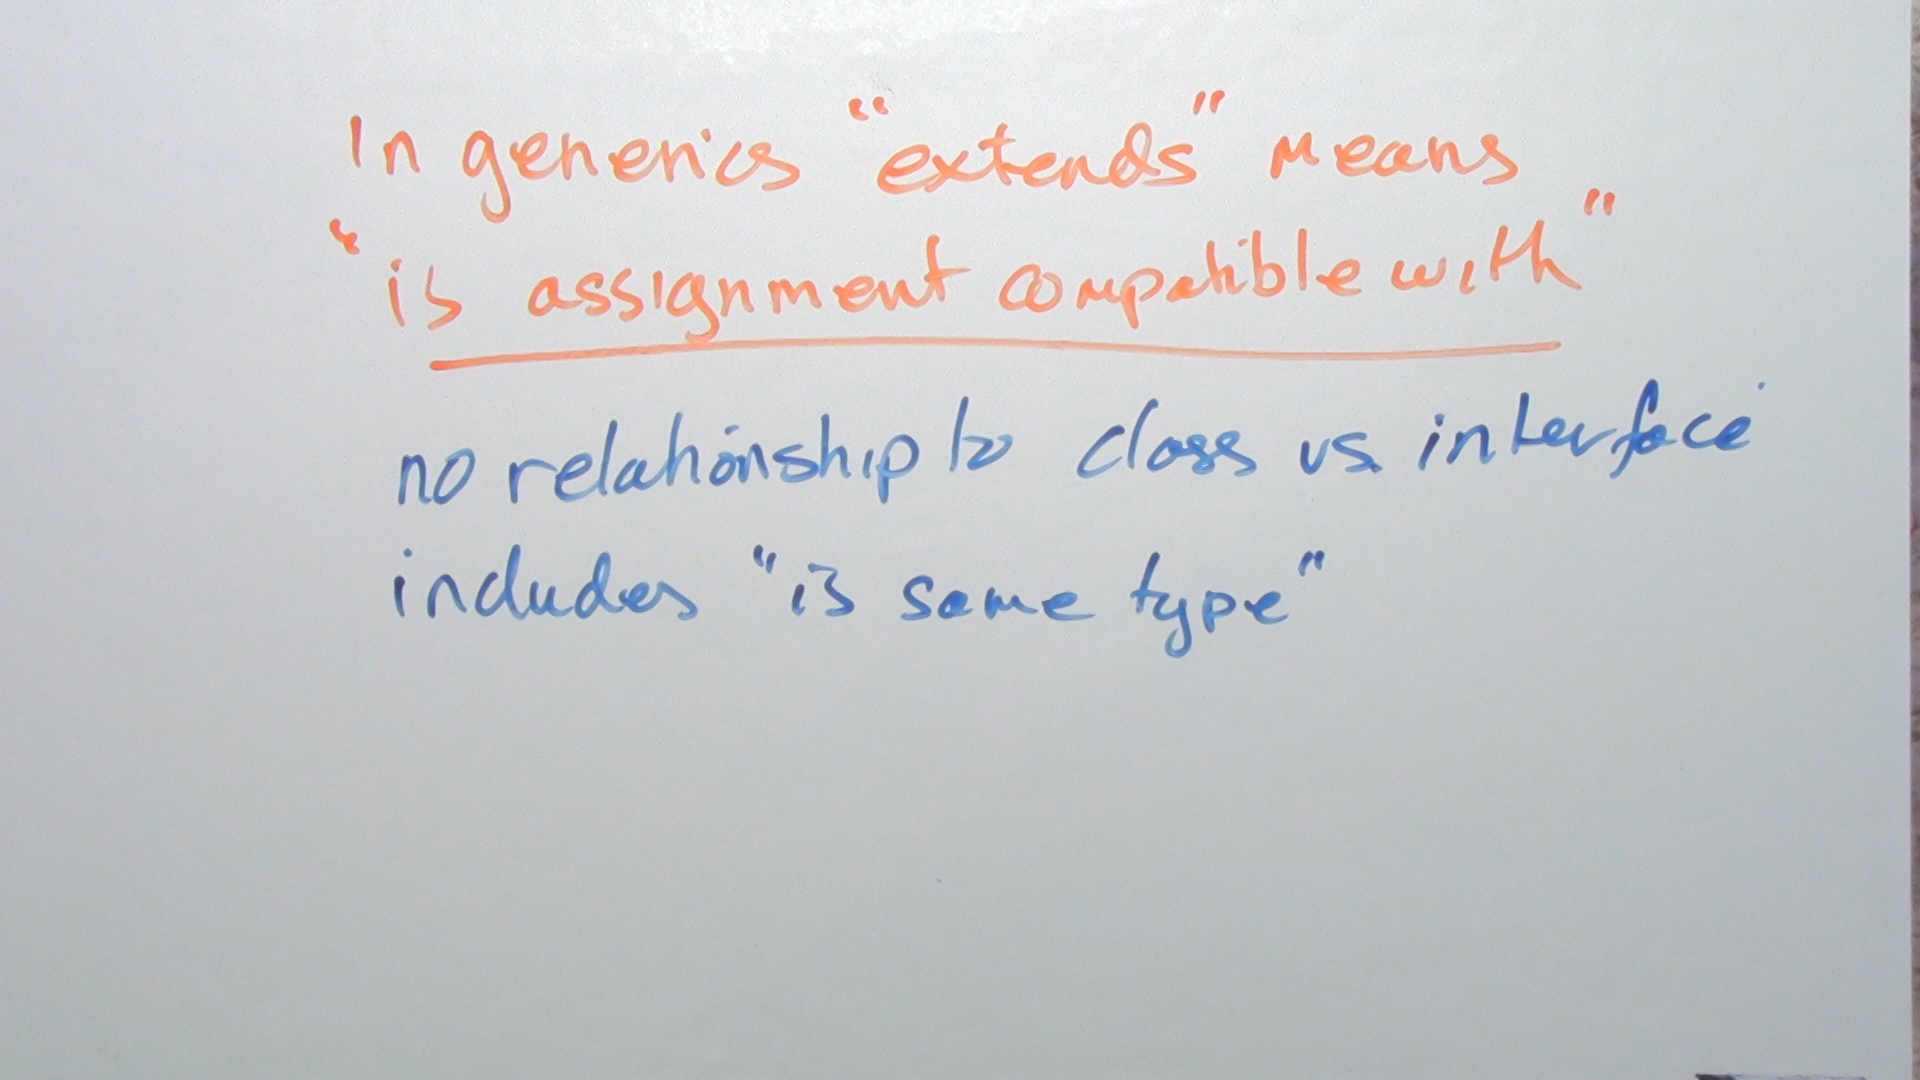 In generics "extends" means
"is assignment compatible with"
no relationship to class vs. interface
includes "is same type"